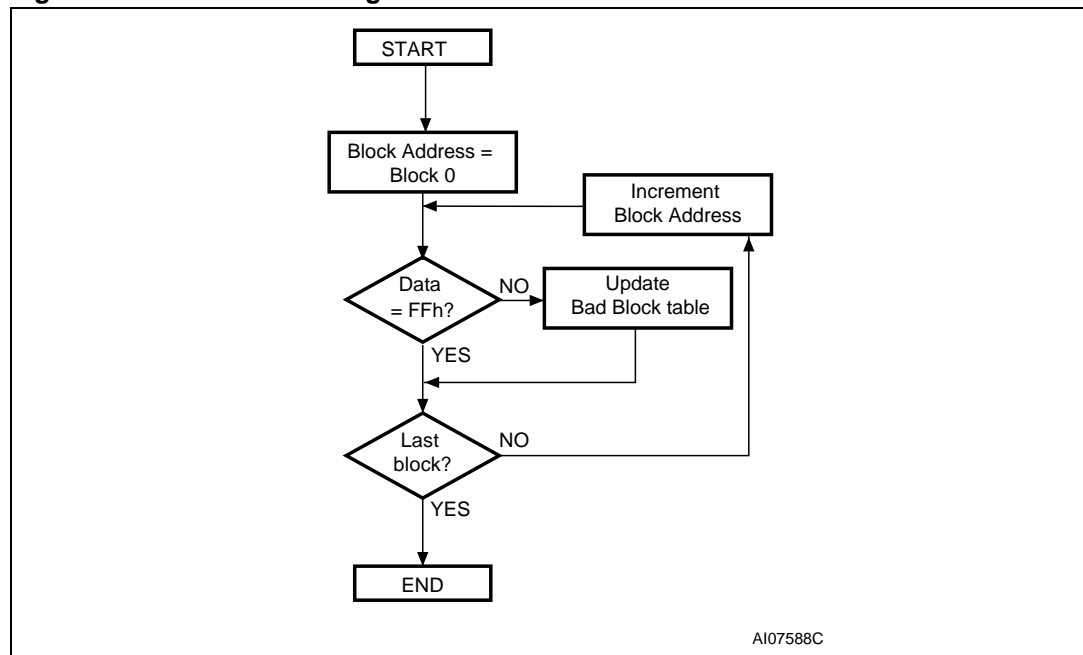 START
Block Address =
Block 0
Increment
Block Address
Data
= FFh?
NO
Update
Bad Block table
YES
Last
block?
NO
YES
END
AI07588C